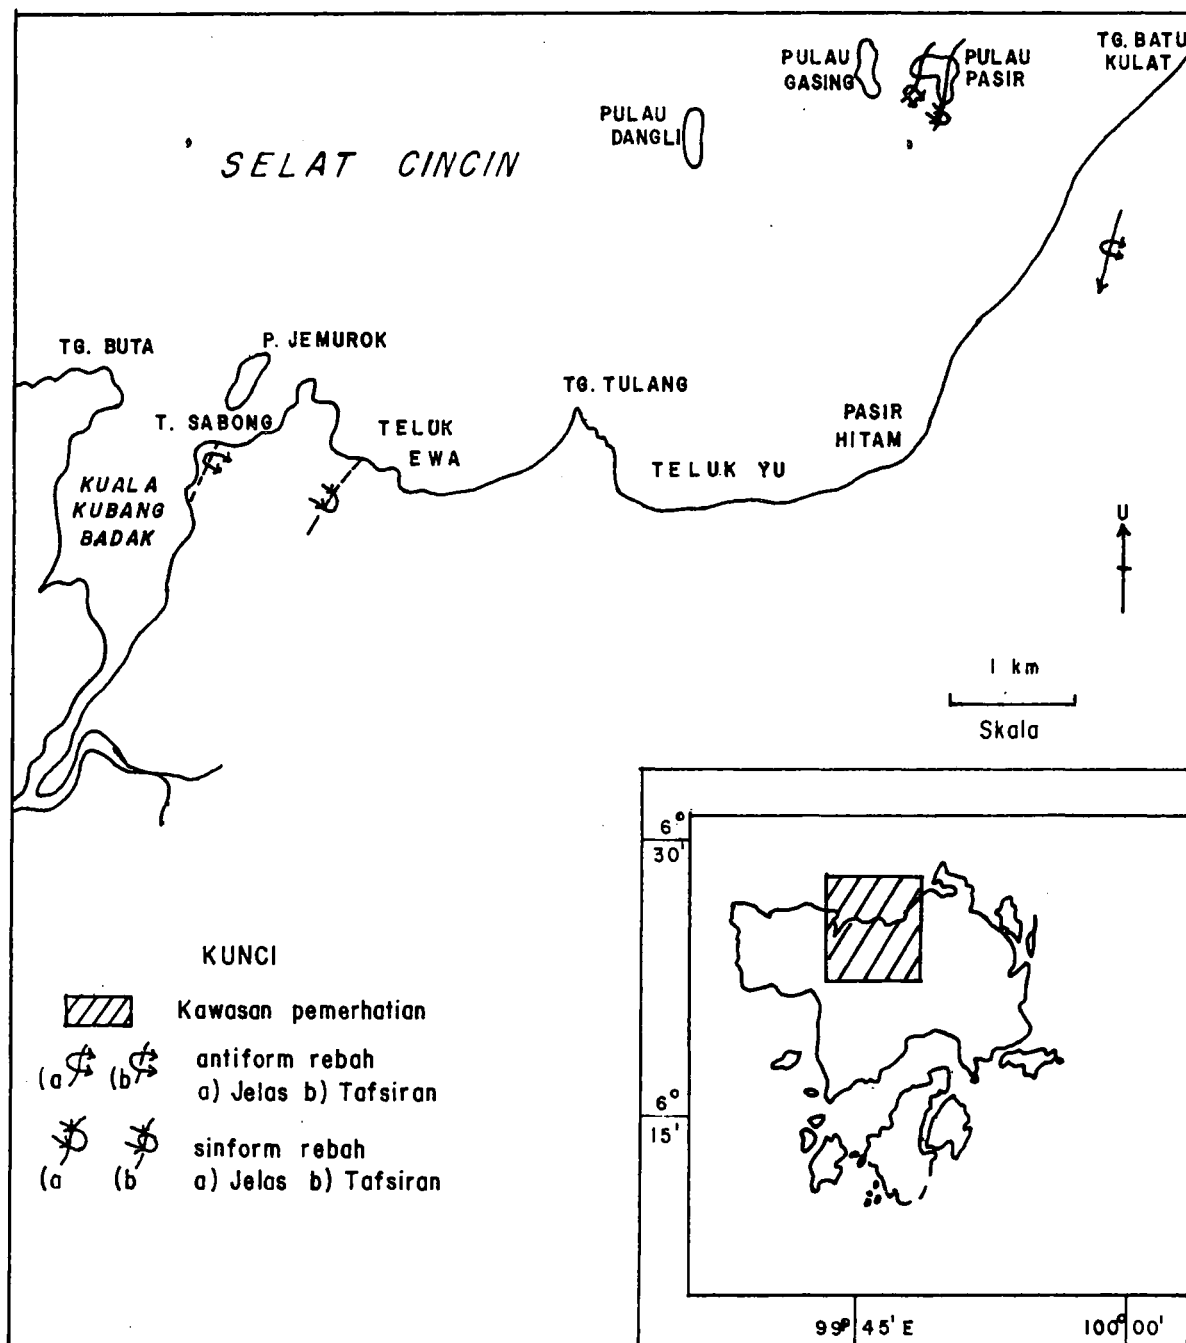 TG. BATU
KULAT
PULAU
GASING
PULAU
PASIR
PULAU
DANGLI
SELAT CINCIN
TG. BUTA
P. JEMUROK
T. SABONG
TELUK
EWA
TG. TULANG
PASIR
HITAM
TELUK YU
KUALA
KUBANG
BADAK
U
1 km
Skala
6°
30'
6°
15'
99° 45' E
100° 00'
KUNCI
Kawasan pemerhatian
(a (b antiform rebah
a) Jelas b) Tafsiran
(a (b sinform rebah
a) Jelas b) Tafsiran